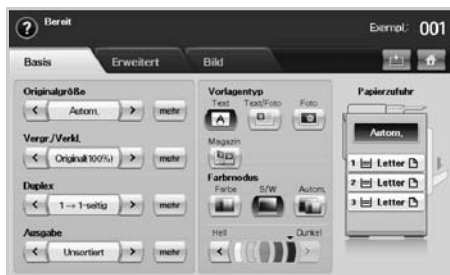 ?
Bereit
Exempl.: 001
Basis
Erweitert
Bild
Originalgröße
Autom.
mehr
Vergr./Verkl.
Original(100%)
mehr
Duplex
1 → 1-seitig
mehr
Ausgabe
Unsortiert
mehr
Vorlagentyp
Text Text/Foto Foto
A
Magazin
Farbmodus
Farbe S/W Autom.
Hell Dunkel
Papierzufuhr
Autom.
1 Letter
2 Letter
3 Letter